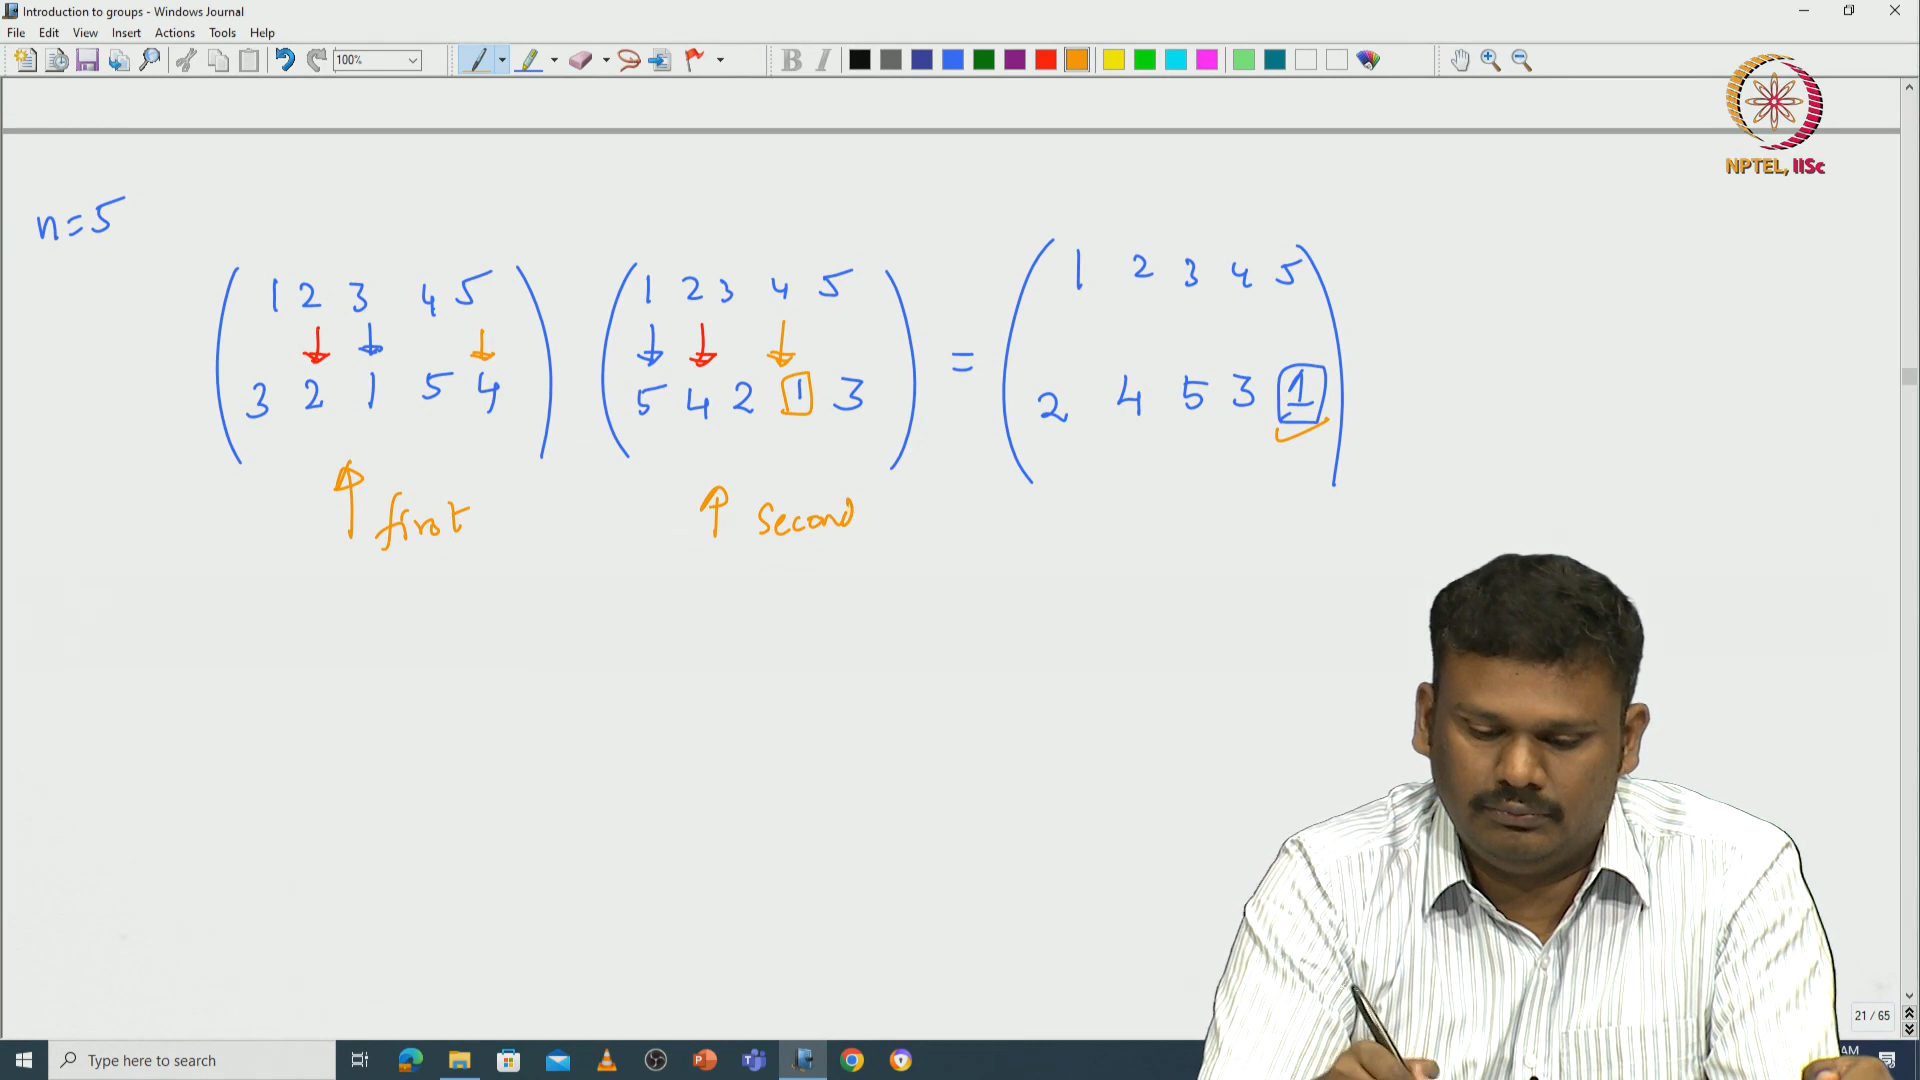 Introduction to groups - Windows Journal
File Edit View Insert Actions Tools Help
100%
B I
NPTEL, IISc
n=5
1 2 3 4 5
3 2 1 5 4
1 2 3 4 5
5 4 2 1 3
=
1 2 3 4 5
2 4 5 3 1
first
second
21 / 65
Type here to search
AM